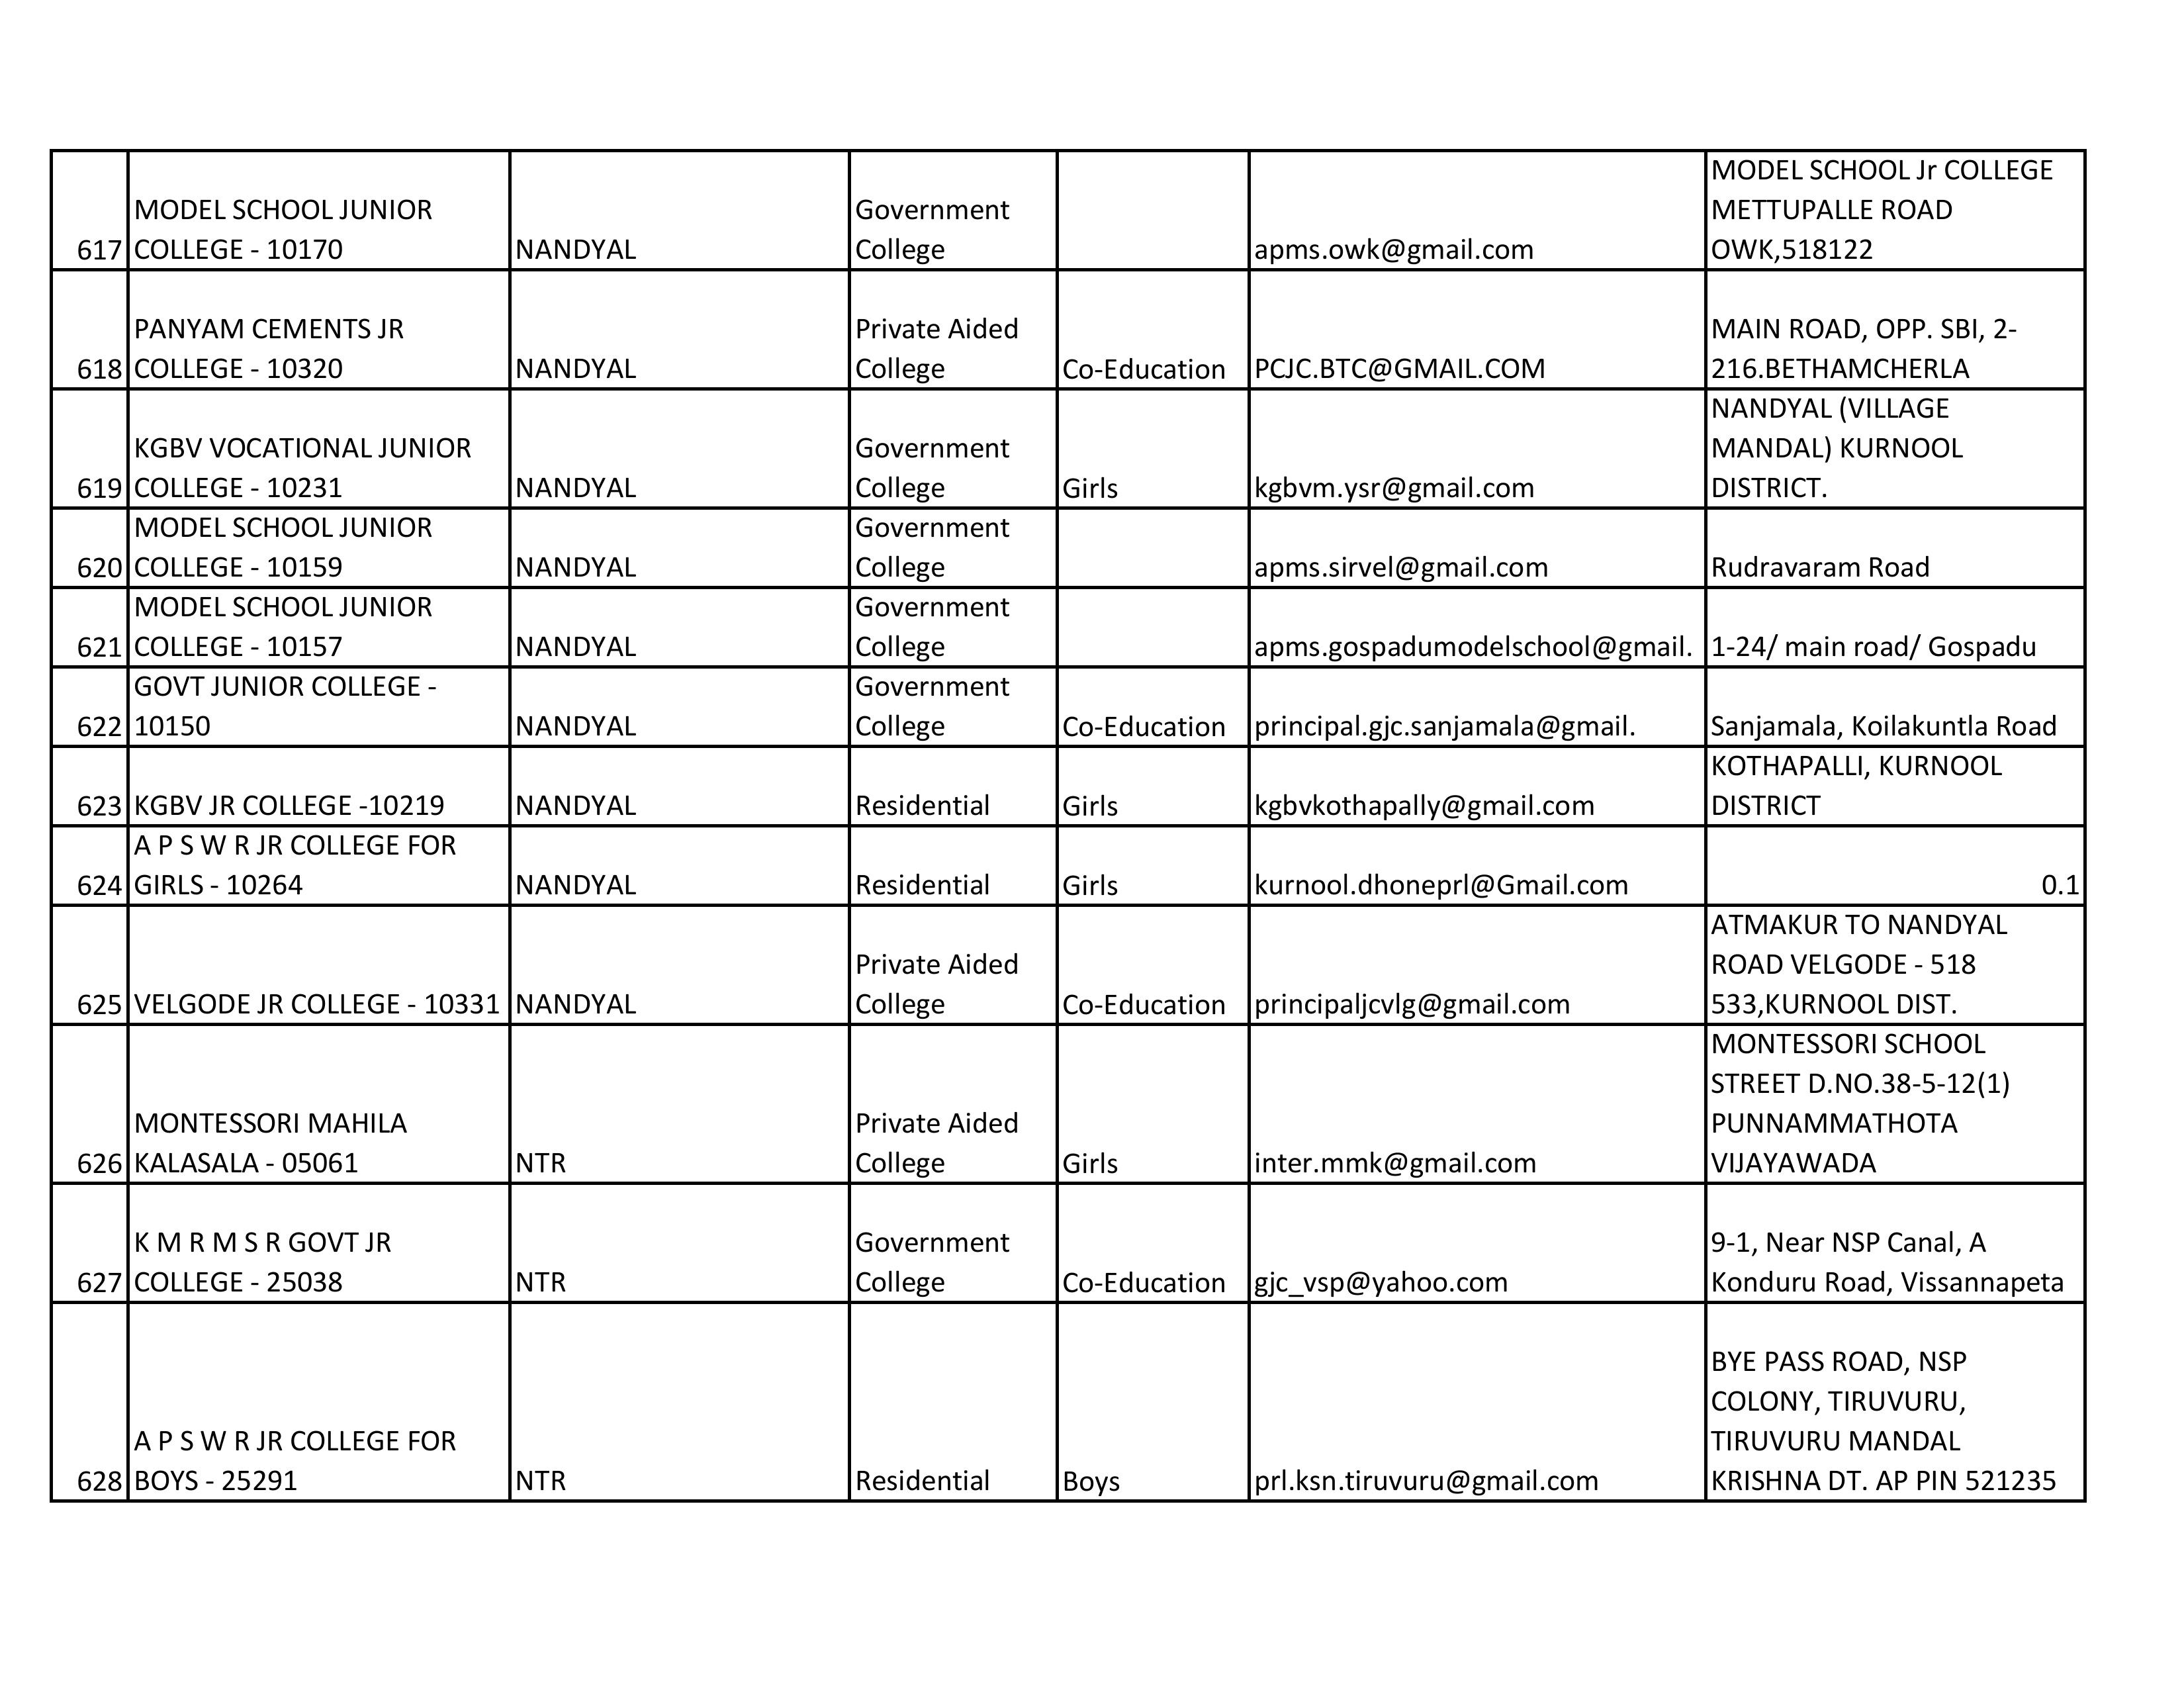 617 MODEL SCHOOL JUNIOR COLLEGE - 10170 NANDYAL Government College apms.owk@gmail.com MODEL SCHOOL Jr COLLEGE METTUPALLE ROAD OWK,518122
618 PANYAM CEMENTS JR COLLEGE - 10320 NANDYAL Private Aided College Co-Education PCJC.BTC@GMAIL.COM MAIN ROAD, OPP. SBI, 2-216.BETHAMCHERLA
619 KGBV VOCATIONAL JUNIOR COLLEGE - 10231 NANDYAL Government College Girls kgbvm.ysr@gmail.com NANDYAL (VILLAGE MANDAL) KURNOOL DISTRICT.
620 MODEL SCHOOL JUNIOR COLLEGE - 10159 NANDYAL Government College apms.sirvel@gmail.com Rudravaram Road
621 MODEL SCHOOL JUNIOR COLLEGE - 10157 NANDYAL Government College apms.gospadumodelschool@gmail. 1-24/ main road/ Gospadu
622 GOVT JUNIOR COLLEGE - 10150 NANDYAL Government College Co-Education principal.gjc.sanjamala@gmail. Sanjamala, Koilakuntla Road
623 KGBV JR COLLEGE -10219 NANDYAL Residential Girls kgbvkothapally@gmail.com KOTHAPALLI, KURNOOL DISTRICT
624 A P S W R JR COLLEGE FOR GIRLS - 10264 NANDYAL Residential Girls kurnool.dhoneprl@Gmail.com 0.1
625 VELGODE JR COLLEGE - 10331 NANDYAL Private Aided College Co-Education principaljcvlg@gmail.com ATMAKUR TO NANDYAL ROAD VELGODE - 518 533,KURNOOL DIST.
626 MONTESSORI MAHILA KALASALA - 05061 NTR Private Aided College Girls inter.mmk@gmail.com MONTESSORI SCHOOL STREET D.NO.38-5-12(1) PUNNAMMATHOTA VIJAYAWADA
627 K M R M S R GOVT JR COLLEGE - 25038 NTR Government College Co-Education gjc_vsp@yahoo.com 9-1, Near NSP Canal, A Konduru Road, Vissannapeta
628 A P S W R JR COLLEGE FOR BOYS - 25291 NTR Residential Boys prl.ksn.tiruvuru@gmail.com BYE PASS ROAD, NSP COLONY, TIRUVURU, TIRUVURU MANDAL KRISHNA DT. AP PIN 521235